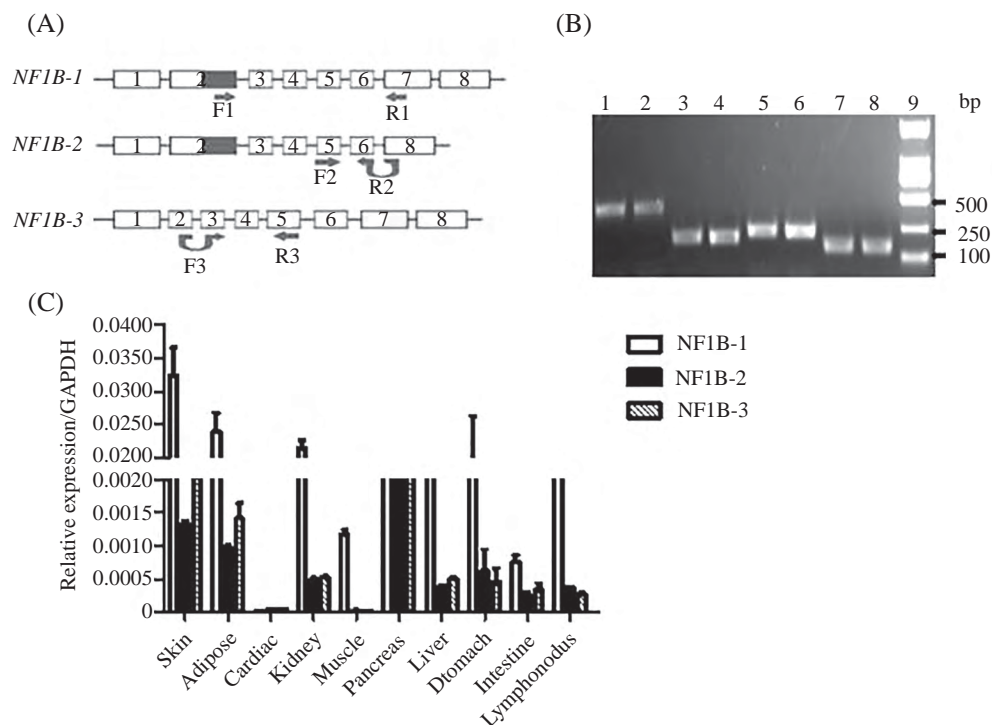 (A)
NF1B-1 1 2 3 4 5 6 7 8
F1 R1
NF1B-2 1 2 3 4 5 6 8
F2 R2
NF1B-3 1 2 3 4 5 6 7 8
F3 R3
(B)
1 2 3 4 5 6 7 8 9 bp
500
250
100
(C)
Relative expression/GAPDH
0.0400
0.0350
0.0300
0.0250
0.0200
0.0020
0.0015
0.0010
0.0005
0
Skin
Adipose
Cardiac
Kidney
Muscle
Pancreas
Liver
Dtomach
Intestine
Lymphonodus
NF1B-1
NF1B-2
NF1B-3